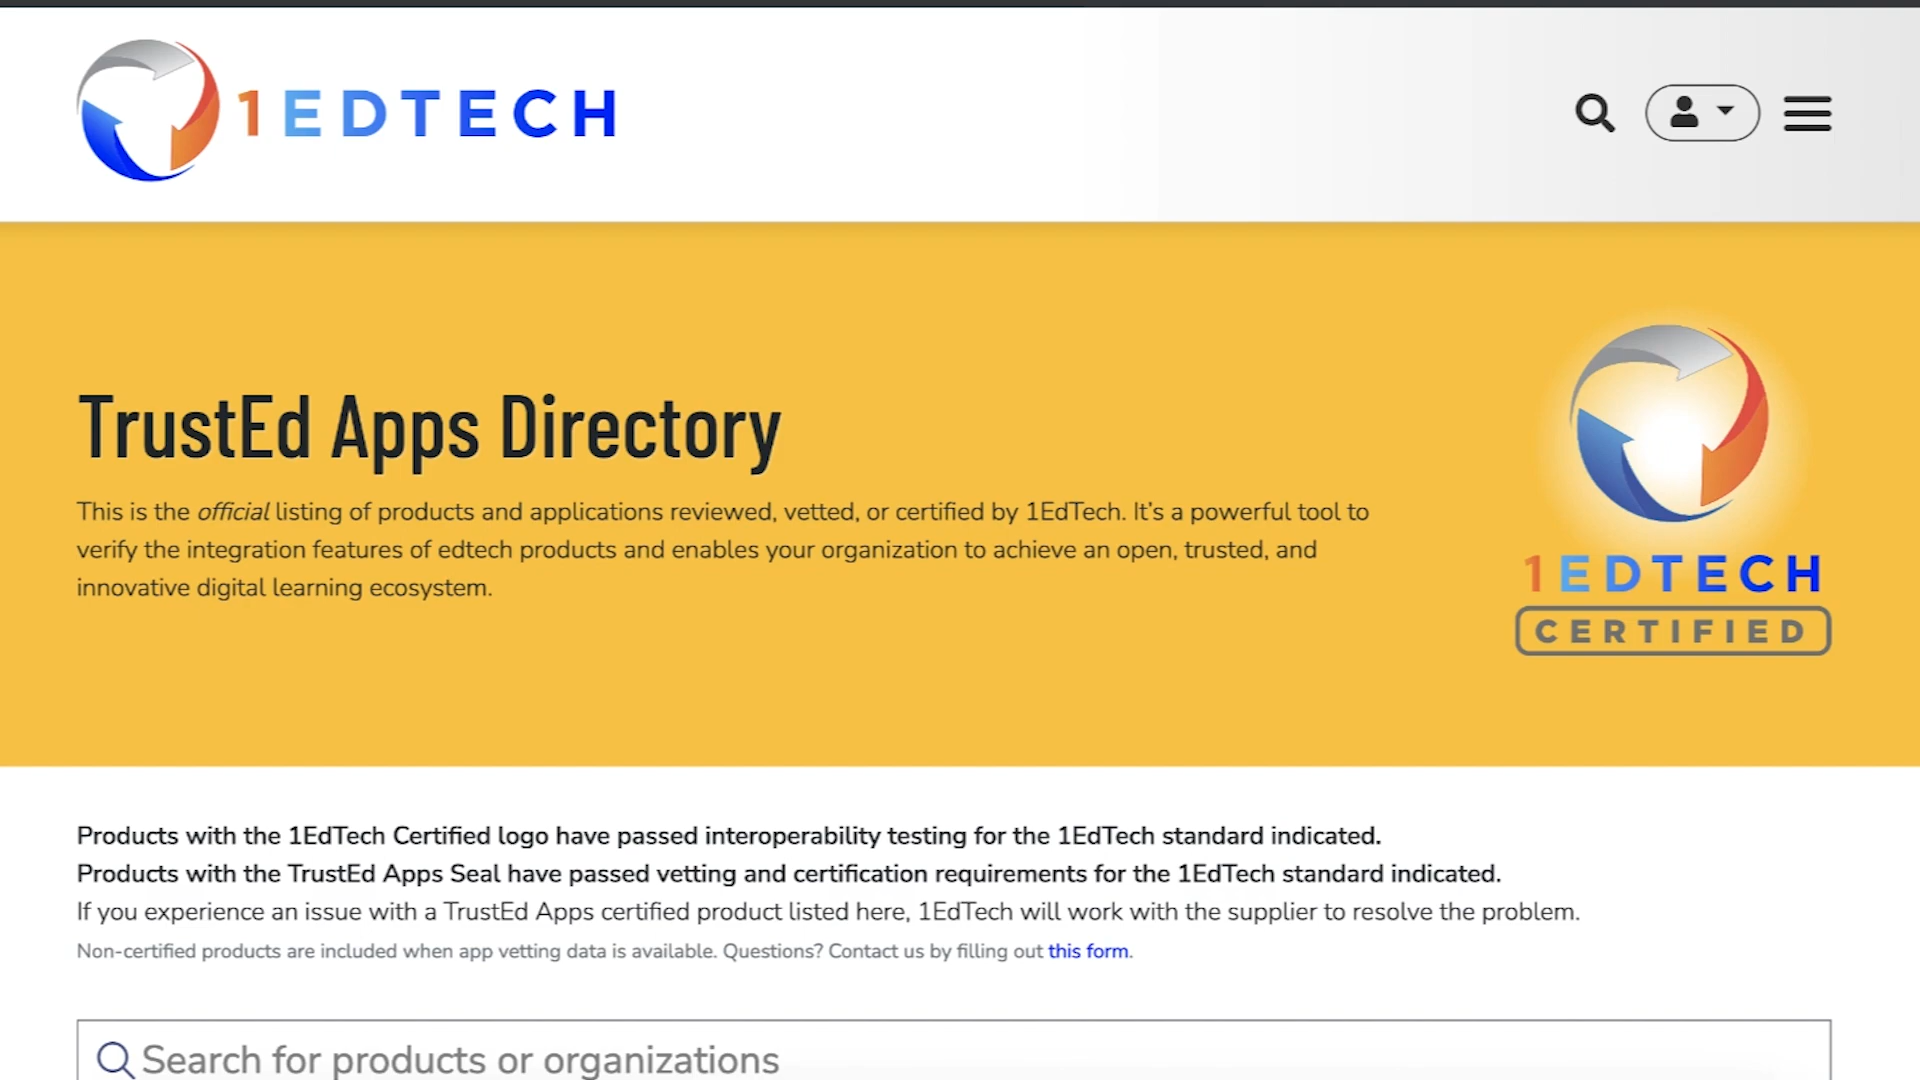 1EDTECH
TrustEd Apps Directory
This is the official listing of products and applications reviewed, vetted, or certified by 1EdTech. It's a powerful tool to
verify the integration features of edtech products and enables your organization to achieve an open, trusted, and
innovative digital learning ecosystem.
1EDTECH
CERTIFIED
Products with the 1EdTech Certified logo have passed interoperability testing for the 1EdTech standard indicated.
Products with the TrustEd Apps Seal have passed vetting and certification requirements for the 1EdTech standard indicated.
If you experience an issue with a TrustEd Apps certified product listed here, 1EdTech will work with the supplier to resolve the problem.
Non-certified products are included when app vetting data is available. Questions? Contact us by filling out this form.
Search for products or organizations